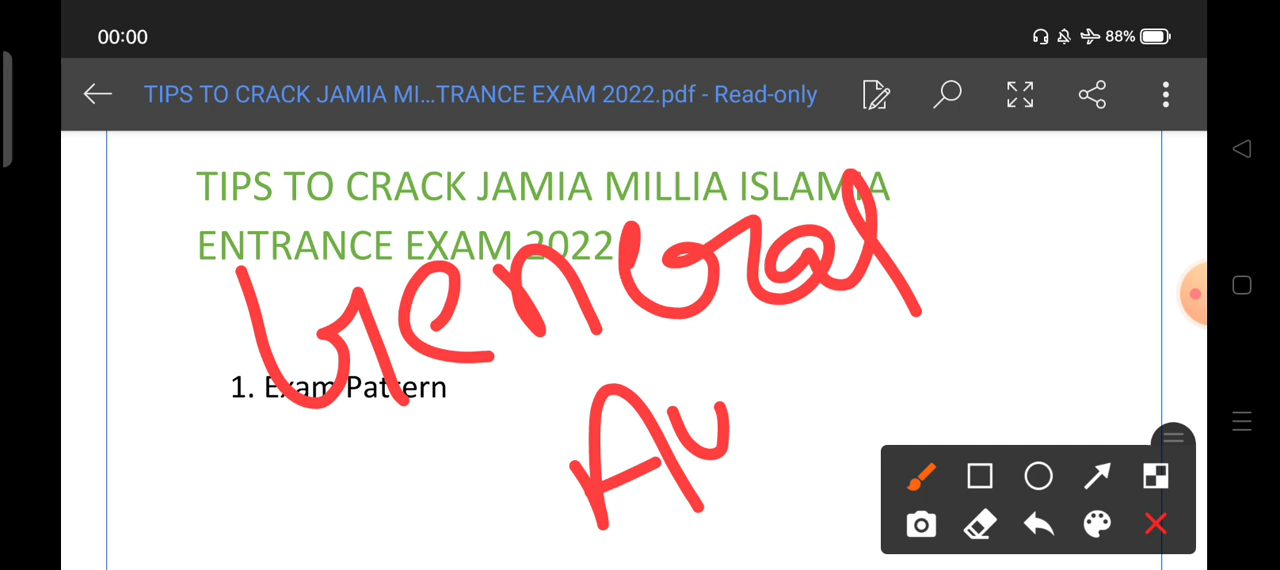 00:00 88%
TIPS TO CRACK JAMIA MI...TRANCE EXAM 2022.pdf - Read-only
TIPS TO CRACK JAMIA MILLIA ISLAMIA
ENTRANCE EXAM 2022
General
1. Exam Pattern
Au